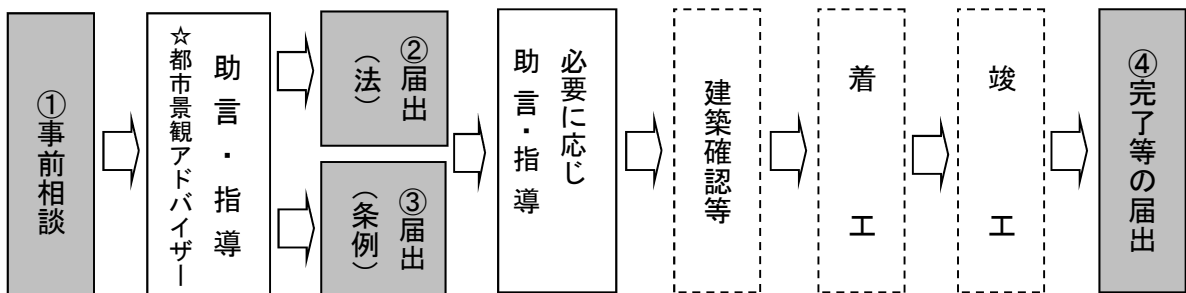 ①事前相談
助言・指導
☆都市景観アドバイザー
②届出
（法）
③届出
（条例）
必要に応じ
助言・指導
建築確認等
着工
竣工
④完了等の届出